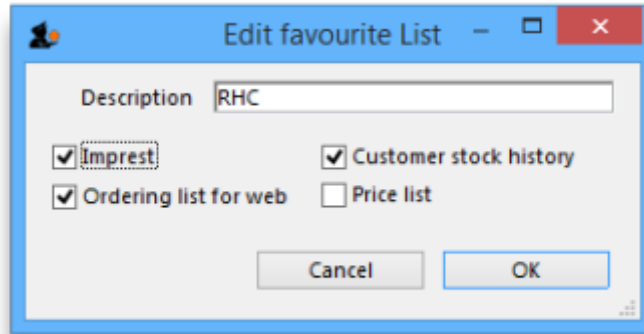 Edit favourite List
Description RHC
Imprest Customer stock history
Ordering list for web Price list
Cancel OK